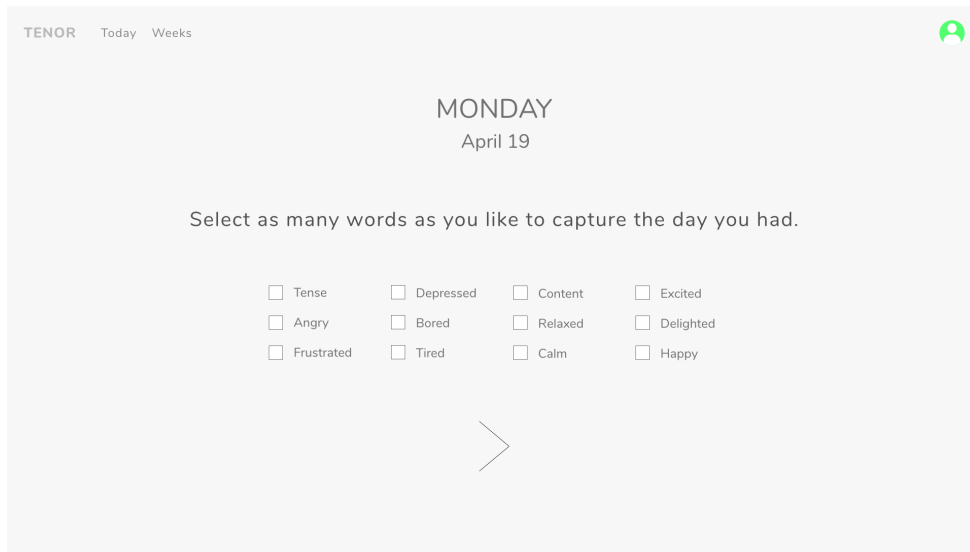 TENOR Today Weeks
MONDAY
April 19
Select as many words as you like to capture the day you had.
Tense Depressed Content Excited
Angry Bored Relaxed Delighted
Frustrated Tired Calm Happy